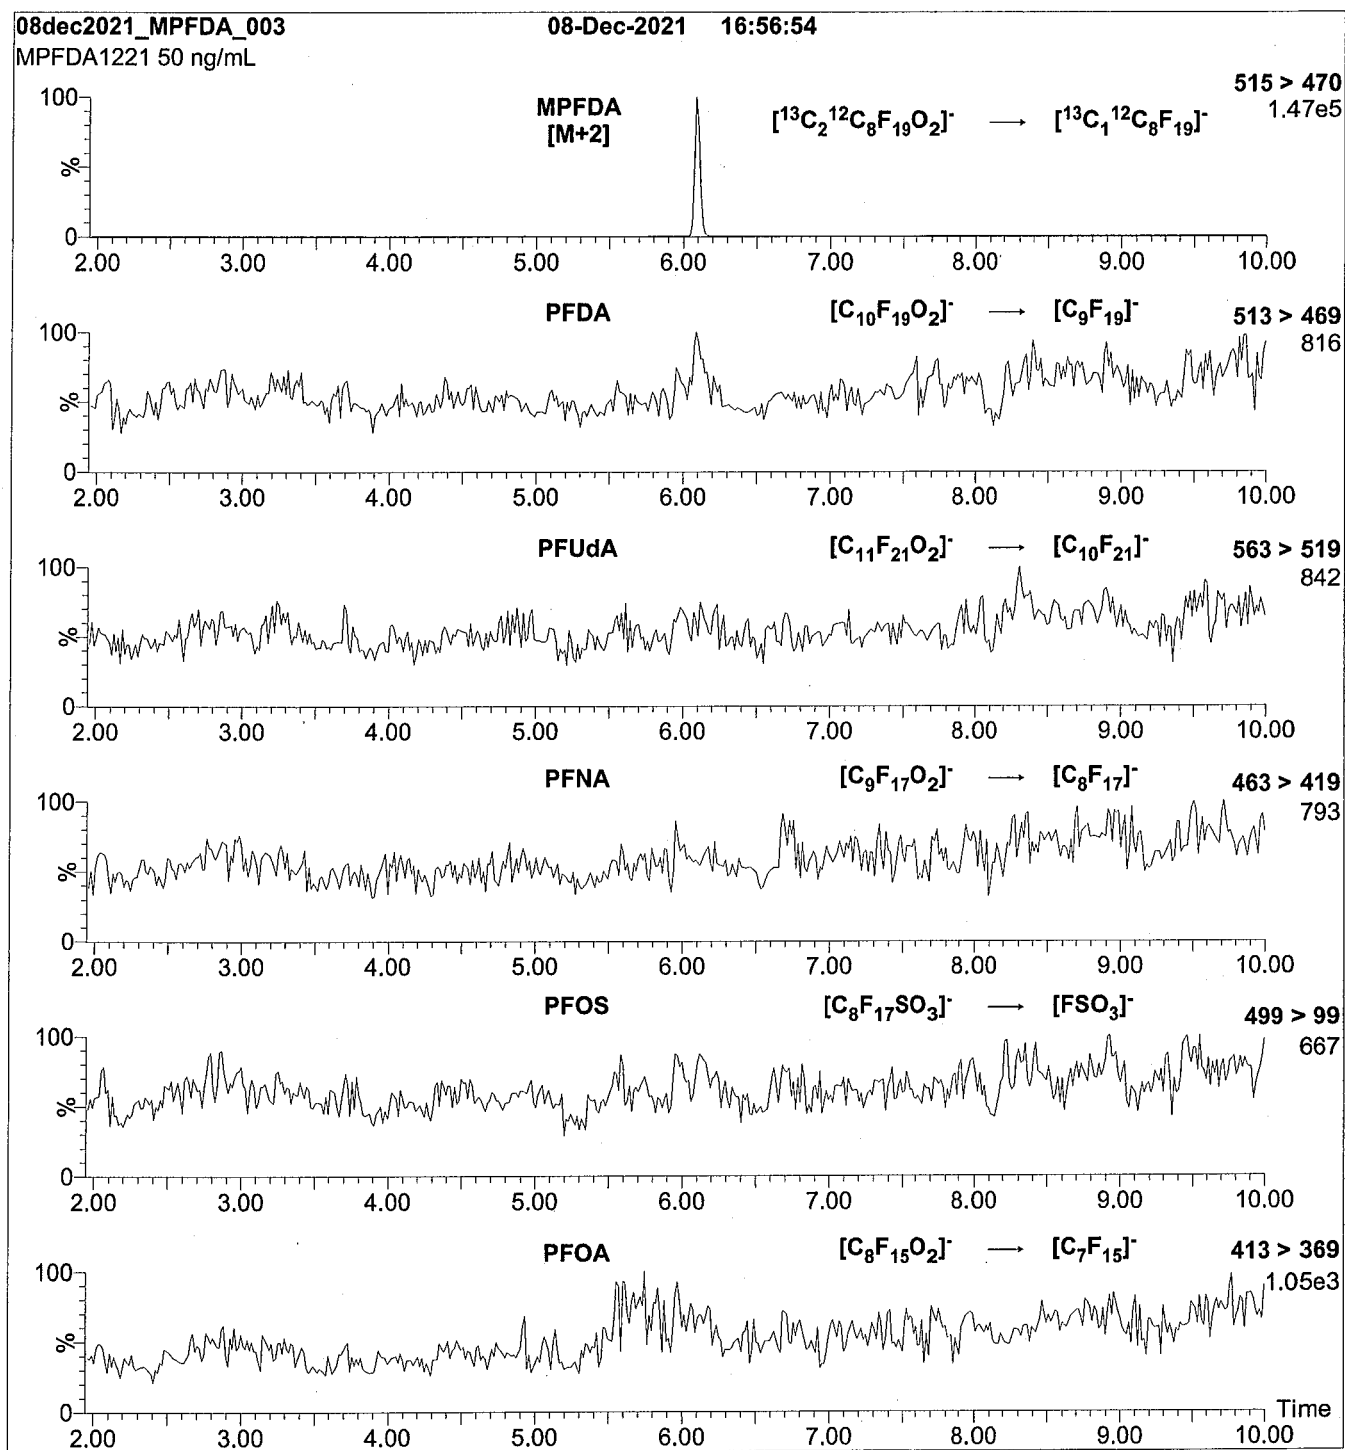 08dec2021_MPFDA_003 08-Dec-2021 16:56:54
MPFDA1221 50 ng/mL
515 > 470
1.47e5
MPFDA
[M+2]
[¹³C₂¹²C₈F₁₉O₂]⁻ → [¹³C₁¹²C₈F₁₉]⁻
100
%
0
2.00 3.00 4.00 5.00 6.00 7.00 8.00 9.00 10.00
PFDA [C₁₀F₁₉O₂]⁻ → [C₉F₁₉]⁻ 513 > 469
816
100
%
0
2.00 3.00 4.00 5.00 6.00 7.00 8.00 9.00 10.00
PFUdA [C₁₁F₂₁O₂]⁻ → [C₁₀F₂₁]⁻ 563 > 519
842
100
%
0
2.00 3.00 4.00 5.00 6.00 7.00 8.00 9.00 10.00
PFNA [C₉F₁₇O₂]⁻ → [C₈F₁₇]⁻ 463 > 419
793
100
%
0
2.00 3.00 4.00 5.00 6.00 7.00 8.00 9.00 10.00
PFOS [C₈F₁₇SO₃]⁻ → [FSO₃]⁻ 499 > 99
667
100
%
0
2.00 3.00 4.00 5.00 6.00 7.00 8.00 9.00 10.00
PFOA [C₈F₁₅O₂]⁻ → [C₇F₁₅]⁻ 413 > 369
1.05e3
100
%
0
Time
2.00 3.00 4.00 5.00 6.00 7.00 8.00 9.00 10.00